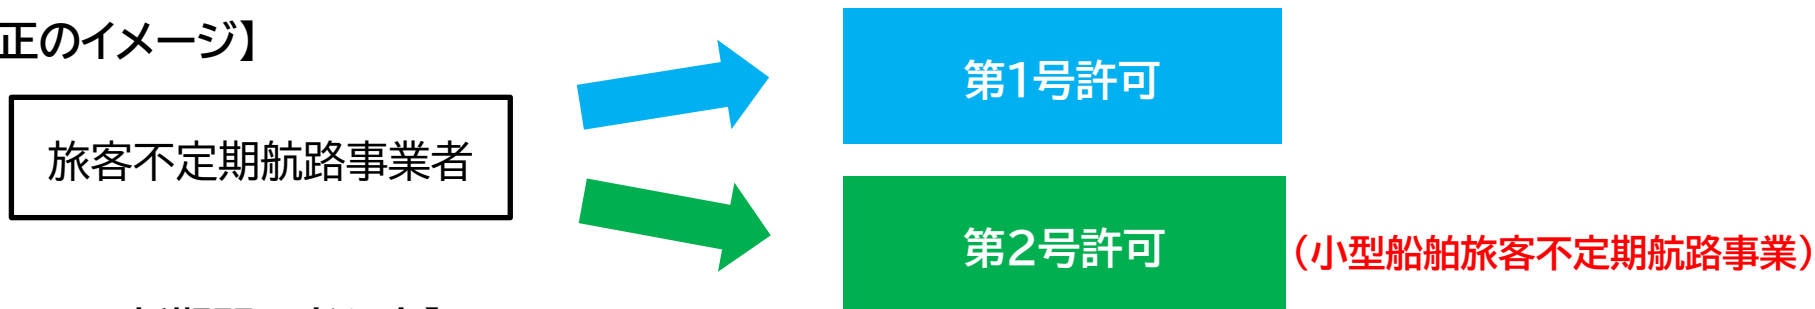 正のイメージ】
第1号許可
旅客不定期航路事業者
第2号許可
（小型船舶旅客不定期航路事業）